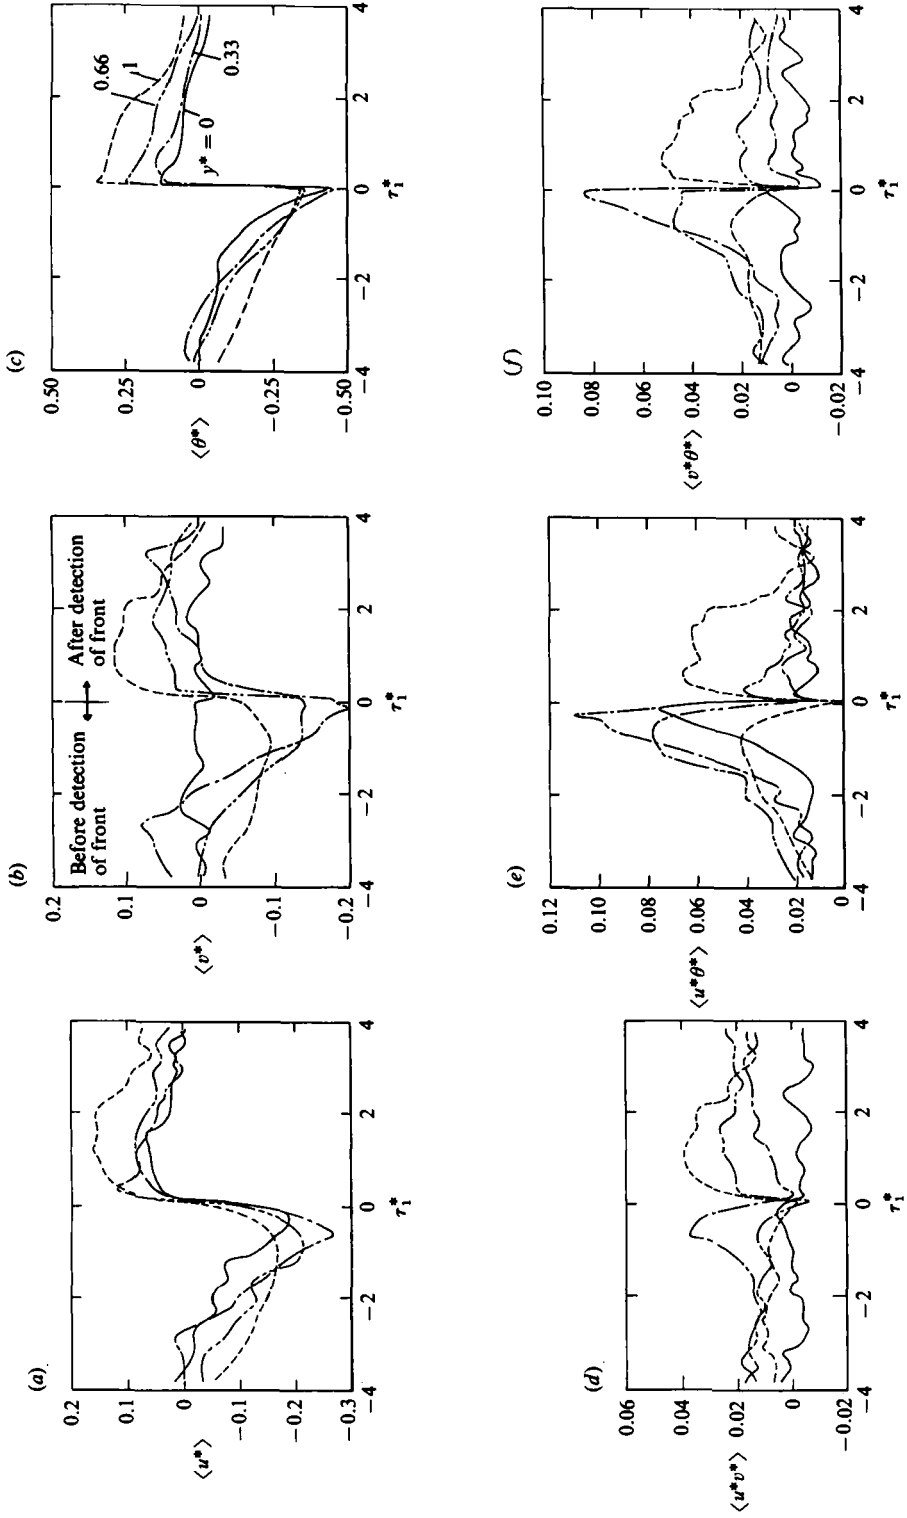 (a)
0.2
0.1
0
−0.1
−0.2
−0.3
⟨u*⟩
−4
−2
0
2
4
τ₁*
(b)
Before detection
of front
After detection
of front
0.2
0.1
0
−0.1
−0.2
⟨v*⟩
−4
−2
0
2
4
τ₁*
(c)
0.50
0.25
0
−0.25
−0.50
⟨θ*⟩
0.66
1
0.33
y* = 0
−4
−2
0
2
4
τ₁*
(d)
0.06
0.04
0.02
0
−0.02
⟨u*v*⟩
−4
−2
0
2
4
τ₁*
(e)
0.12
0.10
0.08
0.06
0.04
0.02
0
⟨u*θ*⟩
−4
−2
0
2
4
τ₁*
(f)
0.10
0.08
0.06
0.04
0.02
0
−0.02
⟨v*θ*⟩
−4
−2
0
2
4
τ₁*